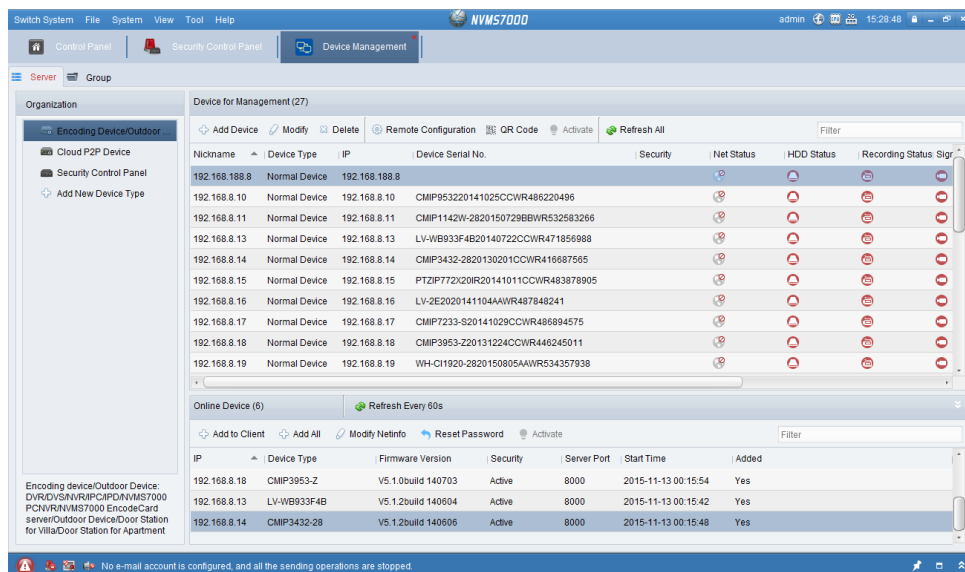 Switch System File System View Tool Help NVMS7000 admin 15:28:48
Control Panel Security Control Panel Device Management
Server Group
Organization
Encoding Device/Outdoor ...
Cloud P2P Device
Security Control Panel
Add New Device Type
Encoding device/Outdoor Device:
DVR/DVS/NVR/IPC/IPD/NVMS7000
PCNVR/NVMS7000 EncodeCard
server/Outdoor Device/Door Station
for Villa/Door Station for Apartment
Device for Management (27)
Add Device Modify Delete Remote Configuration QR Code Activate Refresh All Filter
Nickname Device Type IP Device Serial No. Security Net Status HDD Status Recording Status Sigr
192.168.188.8 Normal Device 192.168.188.8
192.168.8.10 Normal Device 192.168.8.10 CMIP953220141025CCWR486220496
192.168.8.11 Normal Device 192.168.8.11 CMIP1142W-2820150729BBWR532583266
192.168.8.13 Normal Device 192.168.8.13 LV-WB933F4B20140722CCWR471856988
192.168.8.14 Normal Device 192.168.8.14 CMIP3432-2820130201CCWR416687565
192.168.8.15 Normal Device 192.168.8.15 PTZIP772X20IR20141011CCWR483878905
192.168.8.16 Normal Device 192.168.8.16 LV-2E2020141104AAWR487848241
192.168.8.17 Normal Device 192.168.8.17 CMIP7233-S20141029CCWR486894575
192.168.8.18 Normal Device 192.168.8.18 CMIP3953-Z20131224CCWR446245011
192.168.8.19 Normal Device 192.168.8.19 WH-CI1920-2820150805AAWR534357938
Online Device (6) Refresh Every 60s
Add to Client Add All Modify Netinfo Reset Password Activate Filter
IP Device Type Firmware Version Security Server Port Start Time Added
192.168.8.18 CMIP3953-Z V5.1.0build 140703 Active 8000 2015-11-13 00:15:54 Yes
192.168.8.13 LV-WB933F4B V5.1.2build 140604 Active 8000 2015-11-13 00:15:42 Yes
192.168.8.14 CMIP3432-28 V5.1.2build 140606 Active 8000 2015-11-13 00:15:48 Yes
No e-mail account is configured, and all the sending operations are stopped.